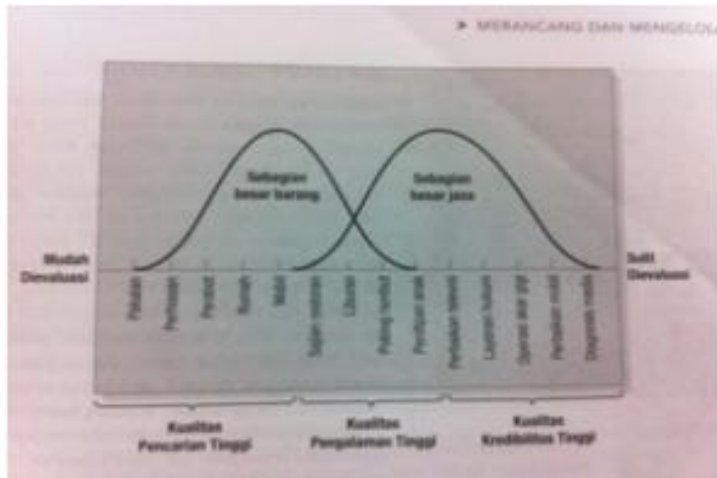 ► MERANCANG DAN MENGELOLA
Sebagian
besar barang
Sebagian
besar jasa
Mudah
Dievaluasi
Sulit
Dievaluasi
Pakaian
Perhiasan
Perabot
Rumah
Mobil
Sajian restoran
Liburan
Potong rambut
Penitipan anak
Perbaikan televisi
Layanan hukum
Operasi akar gigi
Perbaikan mobil
Diagnosis medis
Kualitas
Pencarian Tinggi
Kualitas
Pengalaman Tinggi
Kualitas
Kredibilitas Tinggi